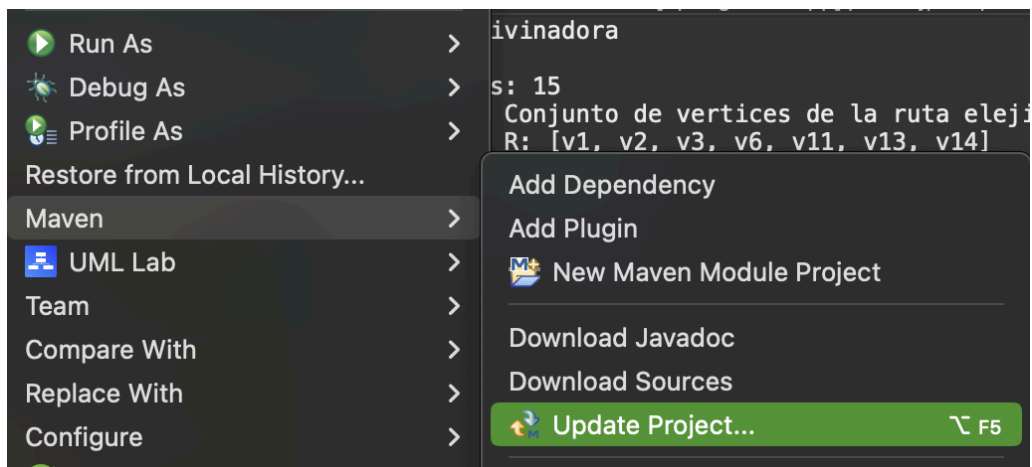 Run As
Debug As
Profile As
Restore from Local History...
Maven
UML Lab
Team
Compare With
Replace With
Configure
ivinadora
s: 15
Conjunto de vertices de la ruta eleji
R: [v1, v2, v3, v6, v11, v13, v14]
Add Dependency
Add Plugin
New Maven Module Project
Download Javadoc
Download Sources
Update Project... ⌥ F5